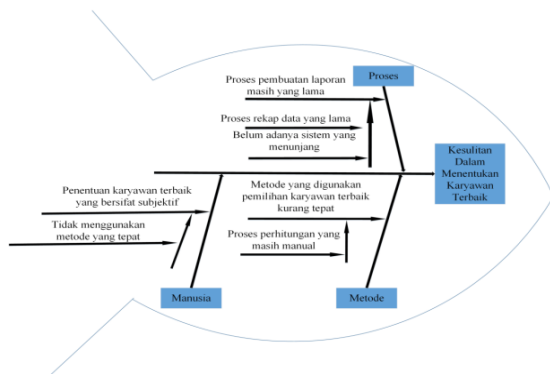 Proses pembuatan laporan
masih yang lama
Proses
Proses rekap data yang lama
Belum adanya sistem yang
menunjang
Kesulitan
Dalam
Menentukan
Karyawan
Terbaik
Penentuan karyawan terbaik
yang bersifat subjektif
Tidak menggunakan
metode yang tepat
Metode yang digunakan
pemilihan karyawan terbaik
kurang tepat
Proses perhitungan yang
masih manual
Manusia
Metode